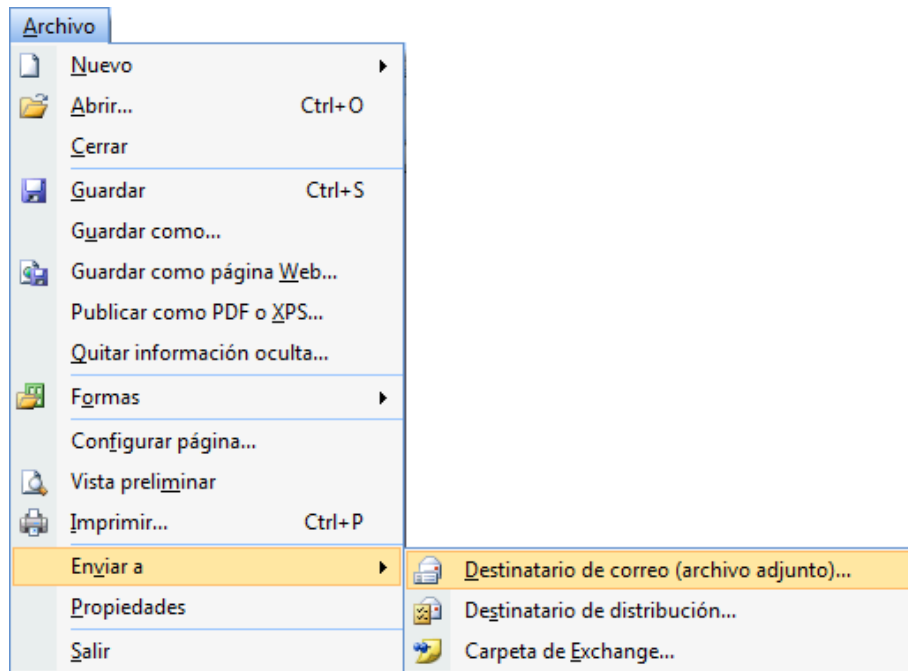 Archivo
Nuevo
Abrir... Ctrl+O
Cerrar
Guardar Ctrl+S
Guardar como...
Guardar como página Web...
Publicar como PDF o XPS...
Quitar información oculta...
Formas
Configurar página...
Vista preliminar
Imprimir... Ctrl+P
Enviar a
Destinatario de correo (archivo adjunto)...
Propiedades
Destinatario de distribución...
Salir
Carpeta de Exchange...